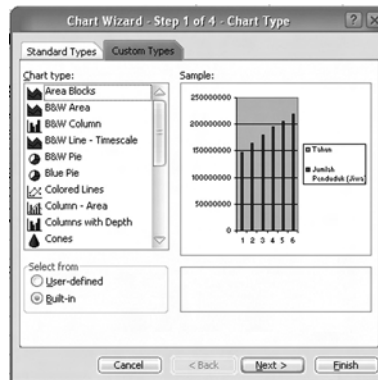 Chart Wizard - Step 1 of 4 - Chart Type
Standard Types
Custom Types
Chart type:
Area Blocks
B&W Area
B&W Column
B&W Line - Timescale
B&W Pie
Blue Pie
Colored Lines
Column - Area
Columns with Depth
Cones
Select from
User-defined
Built-in
Sample:
250000000
200000000
150000000
100000000
50000000
0
1 2 3 4 5 6
Tahun
Jumlah
Penduduk (Jiwa)
Cancel
< Back
Next >
Finish